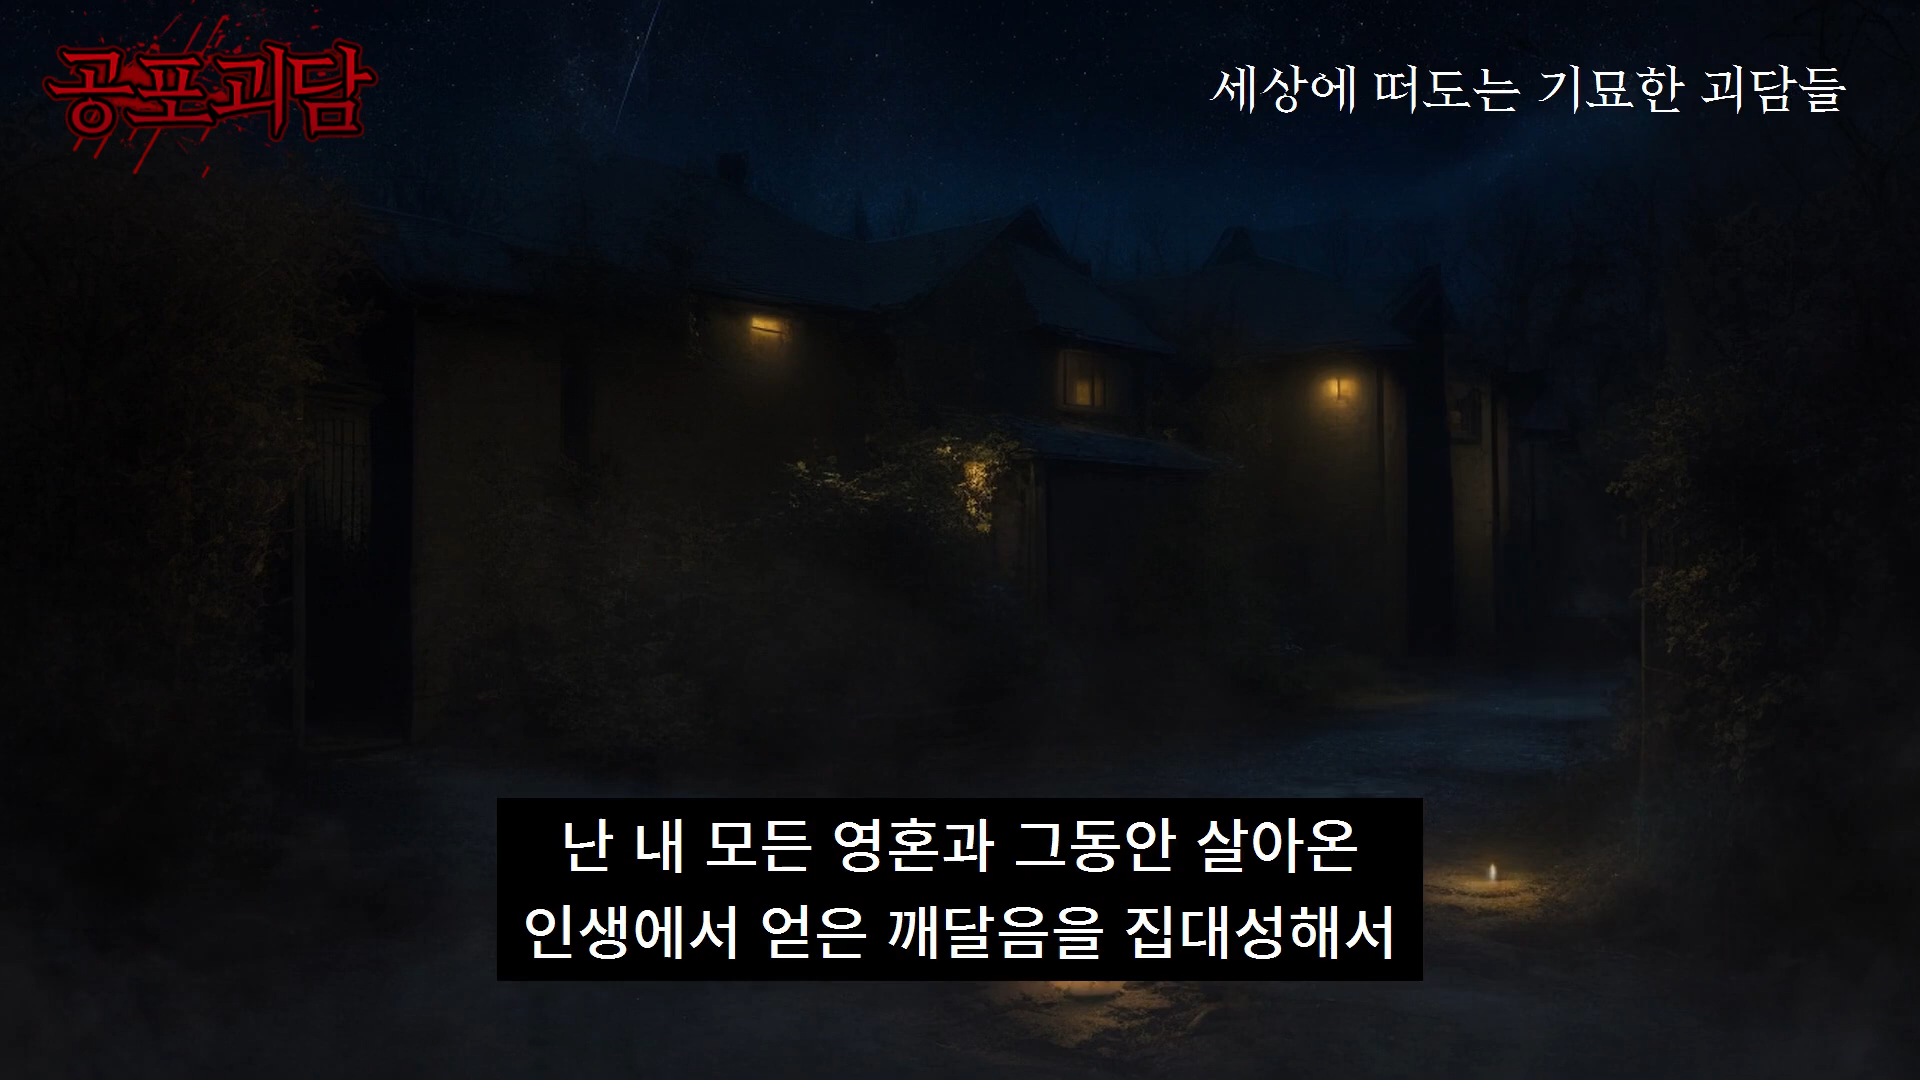 공포괴담
세상에 떠도는 기묘한 괴담들
난 내 모든 영혼과 그동안 살아온
인생에서 얻은 깨달음을 집대성해서